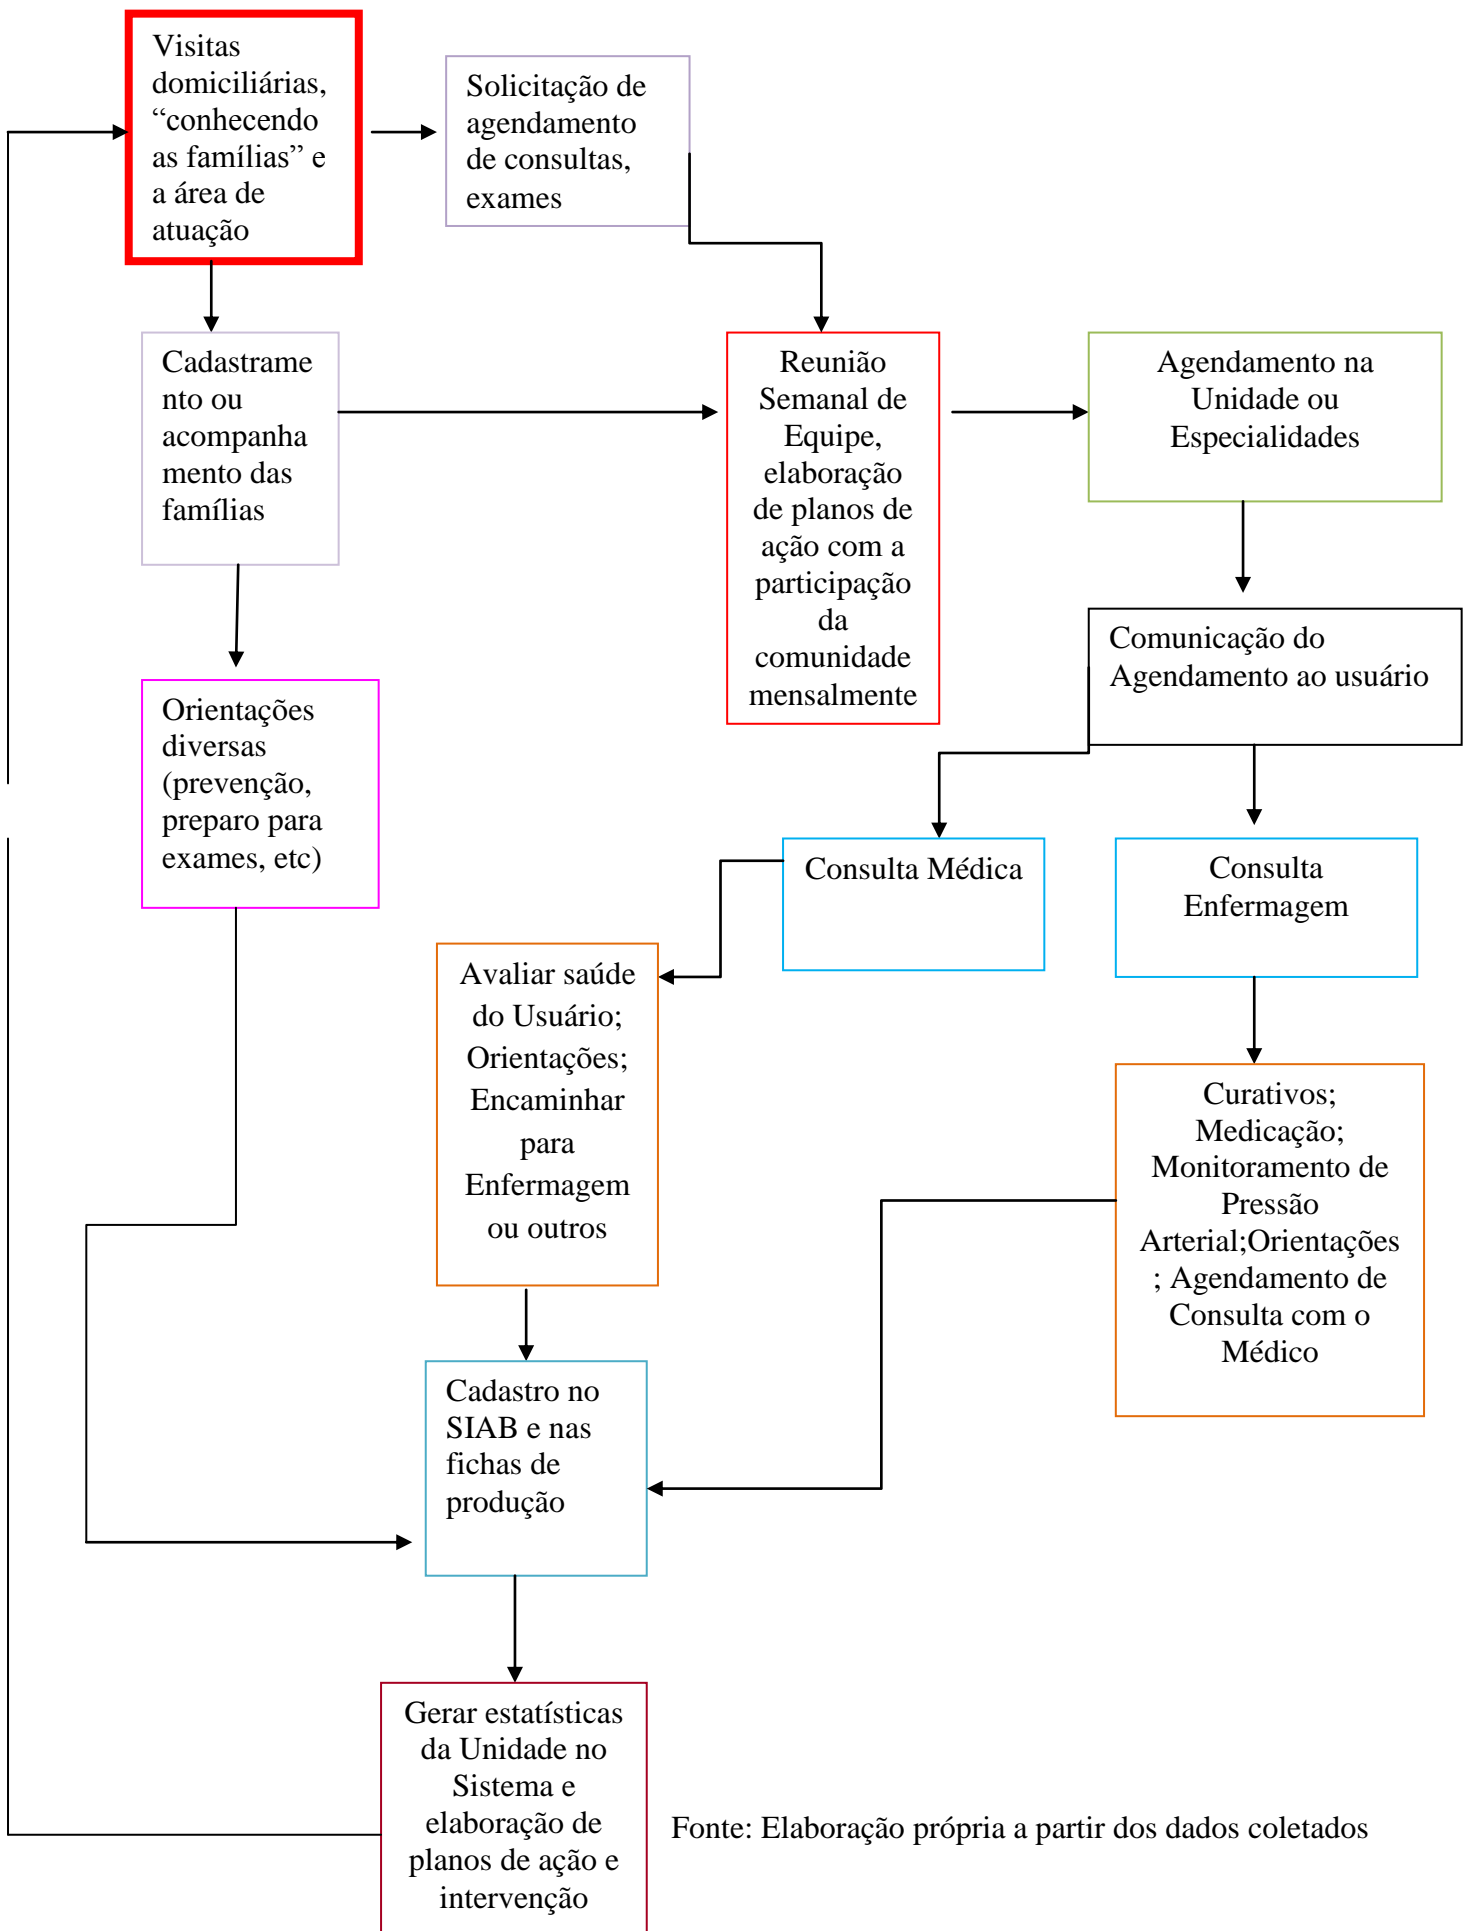 Visitas
domiciliárias,
“conhecendo
as famílias” e
a área de
atuação
Solicitação de
agendamento
de consultas,
exames
Cadastrame
nto ou
acompanha
mento das
famílias
Reunião
Semanal de
Equipe,
elaboração
de planos de
ação com a
participação
da
comunidade
mensalmente
Agendamento na
Unidade ou
Especialidades
Comunicação do
Agendamento ao usuário
Orientações
diversas
(prevenção,
preparo para
exames, etc)
Consulta Médica
Consulta
Enfermagem
Avaliar saúde
do Usuário;
Orientações;
Encaminhar
para
Enfermagem
ou outros
Curativos;
Medicação;
Monitoramento de
Pressão
Arterial;Orientações
; Agendamento de
Consulta com o
Médico
Cadastro no
SIAB e nas
fichas de
produção
Gerar estatísticas
da Unidade no
Sistema e
elaboração de
planos de ação e
intervenção
Fonte: Elaboração própria a partir dos dados coletados